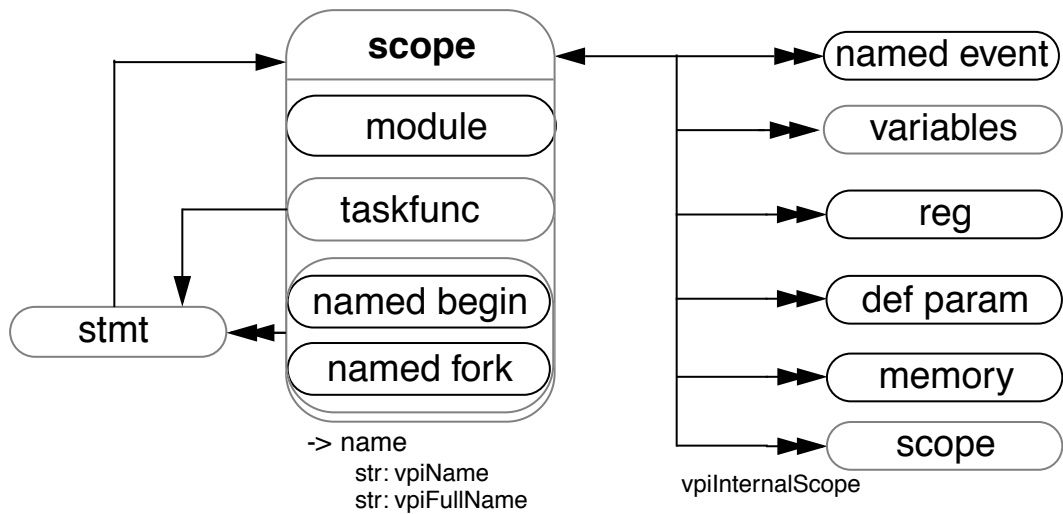 scope
module
taskfunc
named begin
named fork
stmt
-> name
str: vpiName
str: vpiFullName
named event
variables
reg
def param
memory
scope
vpiInternalScope